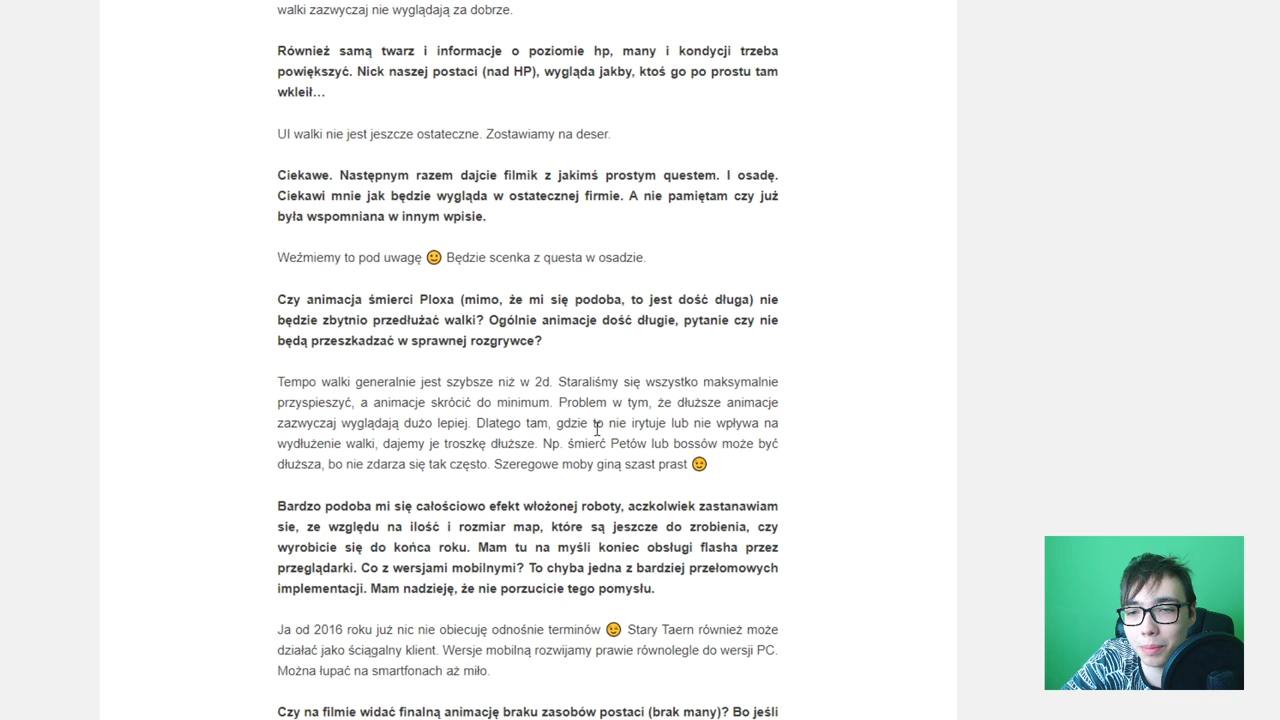 walki zazwyczaj nie wyglądają za dobrze.
Również samą twarz i informacje o poziomie hp, many i kondycji trzeba
powiększyć. Nick naszej postaci (nad HP), wygląda jakby, ktoś go po prostu tam
wkleił…
UI walki nie jest jeszcze ostateczne. Zostawiamy na deser.
Ciekawe. Następnym razem dajcie filmik z jakimś prostym questem. I osadę.
Ciekawi mnie jak będzie wygląda w ostatecznej firmie. A nie pamiętam czy już
była wspomniana w innym wpisie.
Weźmiemy to pod uwagę 🙂 Będzie scenka z questa w osadzie.
Czy animacja śmierci Ploxa (mimo, że mi się podoba, to jest dość długa) nie
będzie zbytnio przedłużać walki? Ogólnie animacje dość długie, pytanie czy nie
będą przeszkadzać w sprawnej rozgrywce?
Tempo walki generalnie jest szybsze niż w 2d. Staraliśmy się wszystko maksymalnie
przyspieszyć, a animacje skrócić do minimum. Problem w tym, że dłuższe animacje
zazwyczaj wyglądają dużo lepiej. Dlatego tam, gdzie to nie irytuje lub nie wpływa na
wydłużenie walki, dajemy je troszkę dłuższe. Np. śmierć Petów lub bossów może być
dłuższa, bo nie zdarza się tak często. Szeregowe moby giną szast prast 😉
Bardzo podoba mi się całościowo efekt włożonej roboty, aczkolwiek zastanawiam
sie, ze względu na ilość i rozmiar map, które są jeszcze do zrobienia, czy
wyrobicie się do końca roku. Mam tu na myśli koniec obsługi flasha przez
przeglądarki. Co z wersjami mobilnymi? To chyba jedna z bardziej przełomowych
implementacji. Mam nadzieję, że nie porzucicie tego pomysłu.
Ja od 2016 roku już nic nie obiecuję odnośnie terminów 😉 Stary Taern również może
działać jako ściągalny klient. Wersje mobilną rozwijamy prawie równolegle do wersji PC.
Można łupać na smartfonach aż miło.
Czy na filmie widać finalną animację braku zasobów postaci (brak many)? Bo jeśli